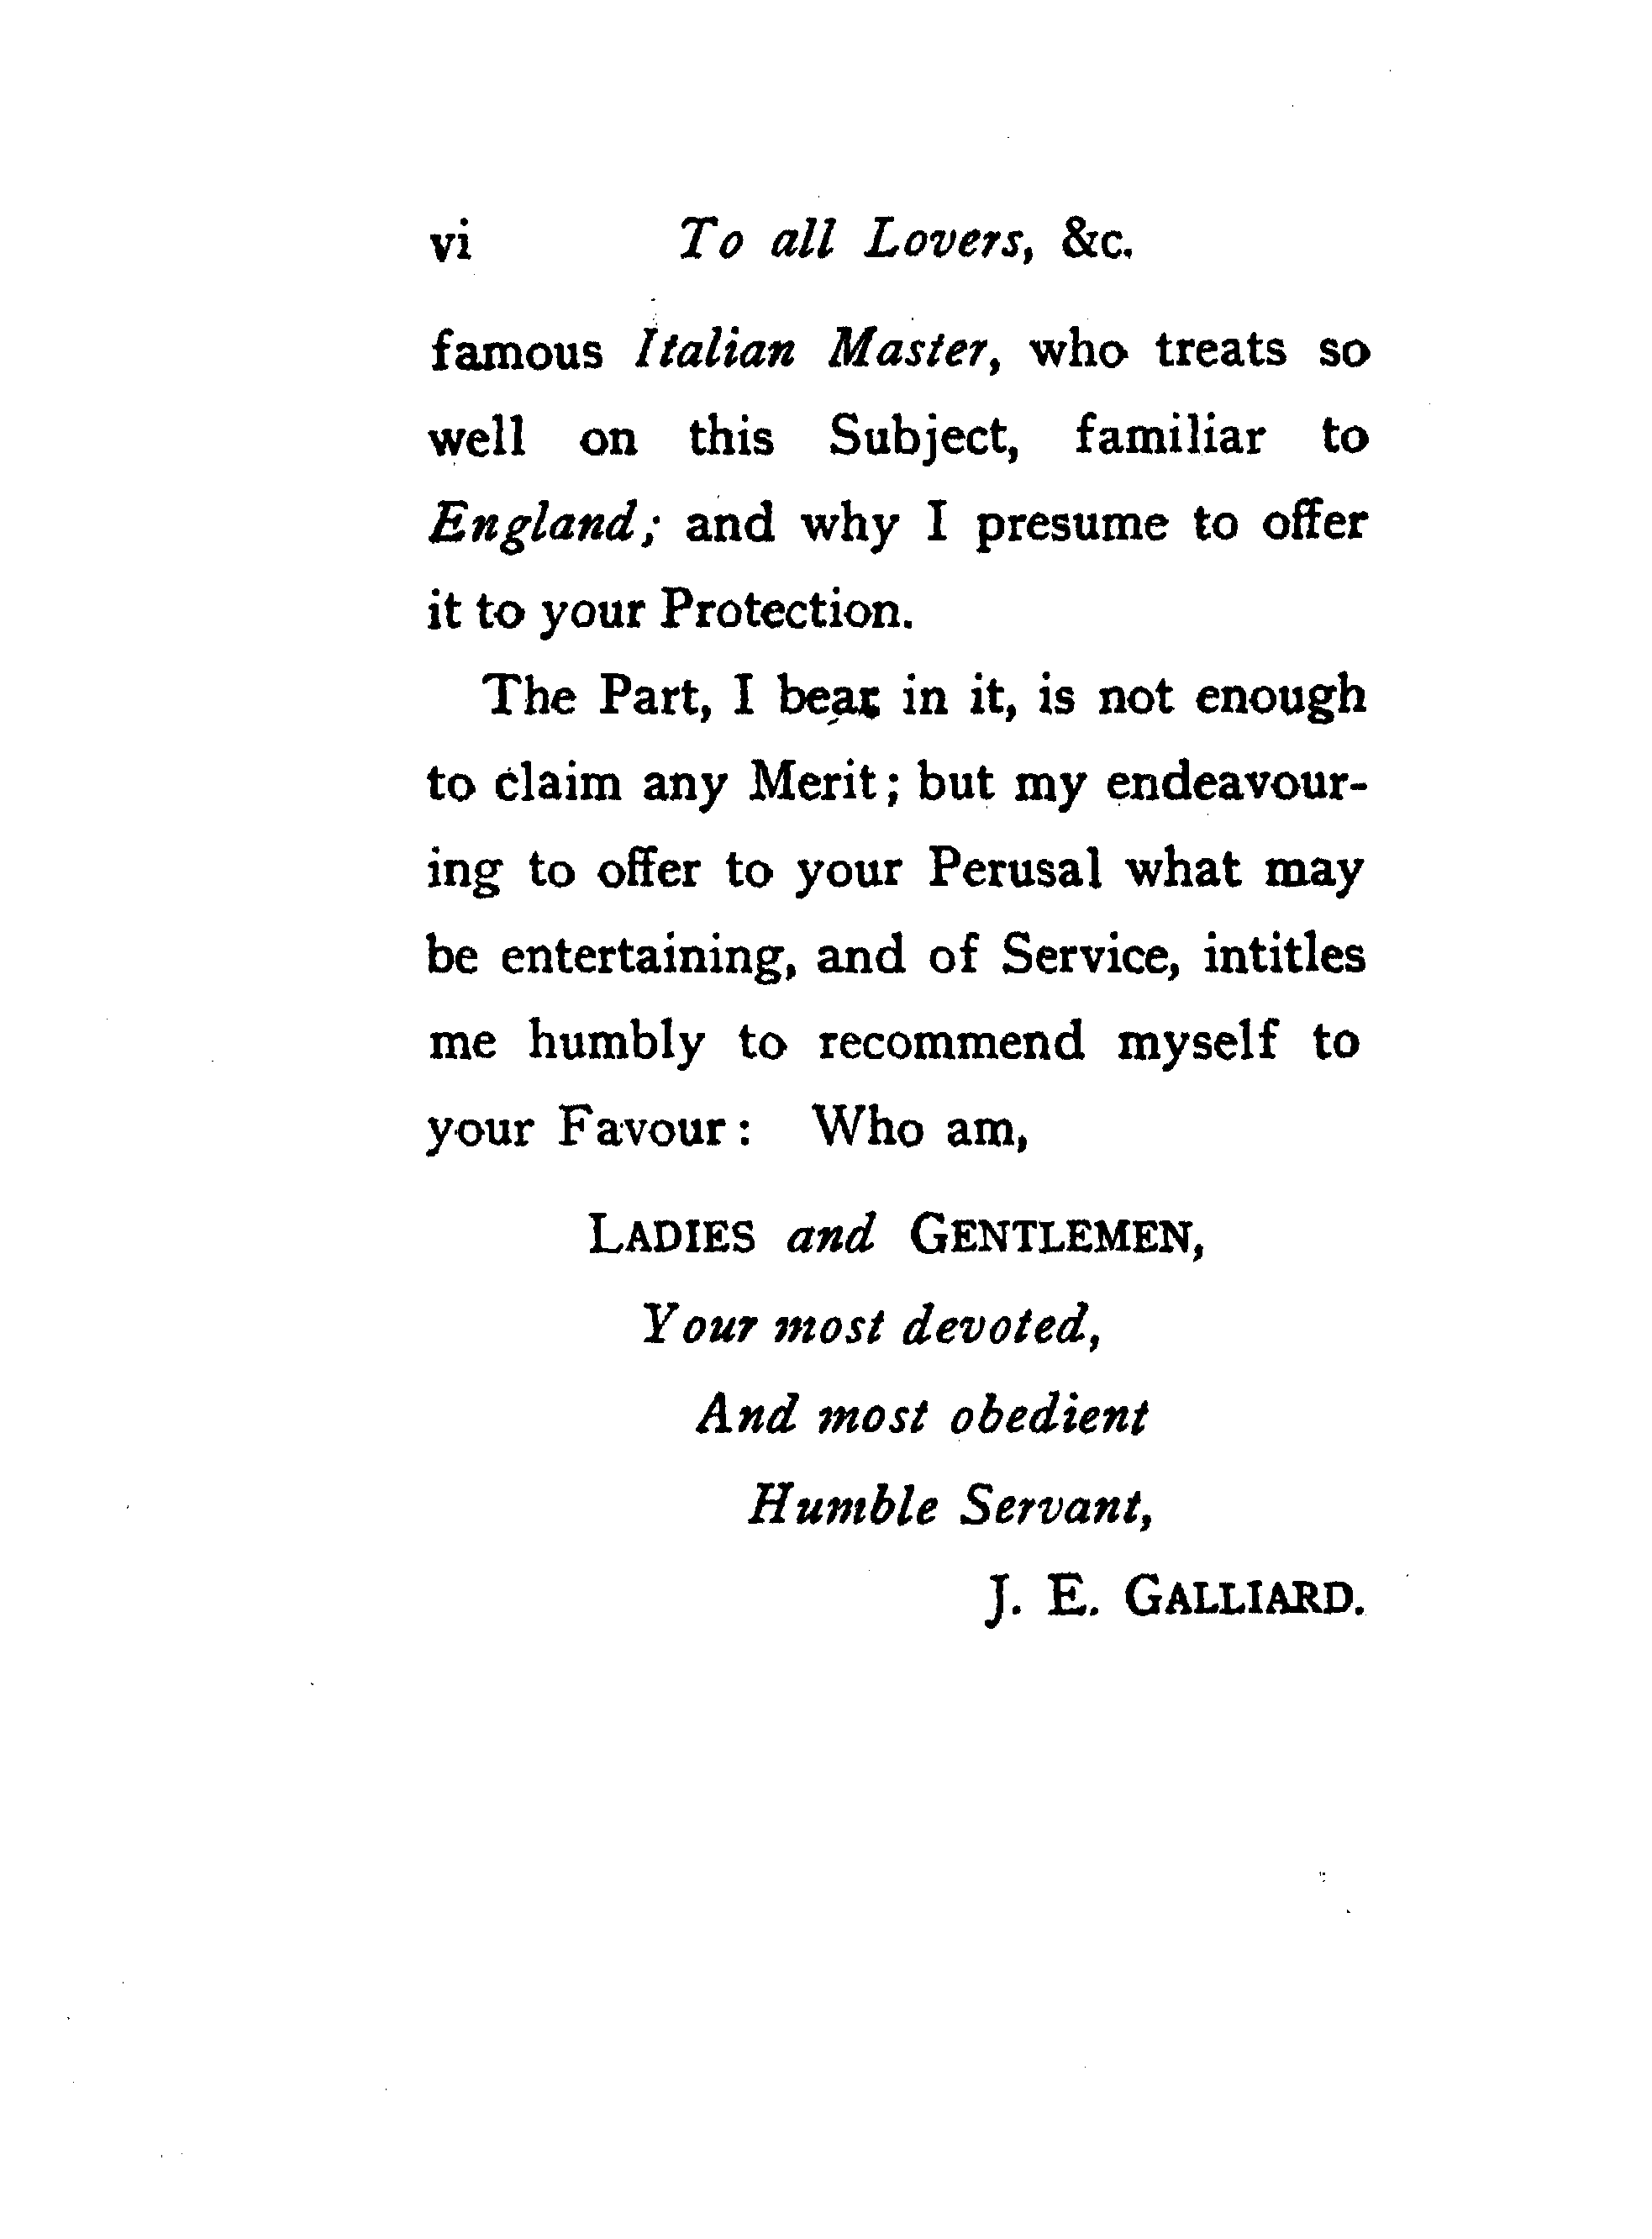 vi To all Lovers, &c.
famous Italian Master, who treats so
well on this Subject, familiar to
England; and why I presume to offer
it to your Protection.
The Part, I bear in it, is not enough
to claim any Merit; but my endeavour-
ing to offer to your Perusal what may
be entertaining, and of Service, intitles
me humbly to recommend myself to
your Favour: Who am,
LADIES and GENTLEMEN,
Your most devoted,
And most obedient
Humble Servant,
J. E. GALLIARD.